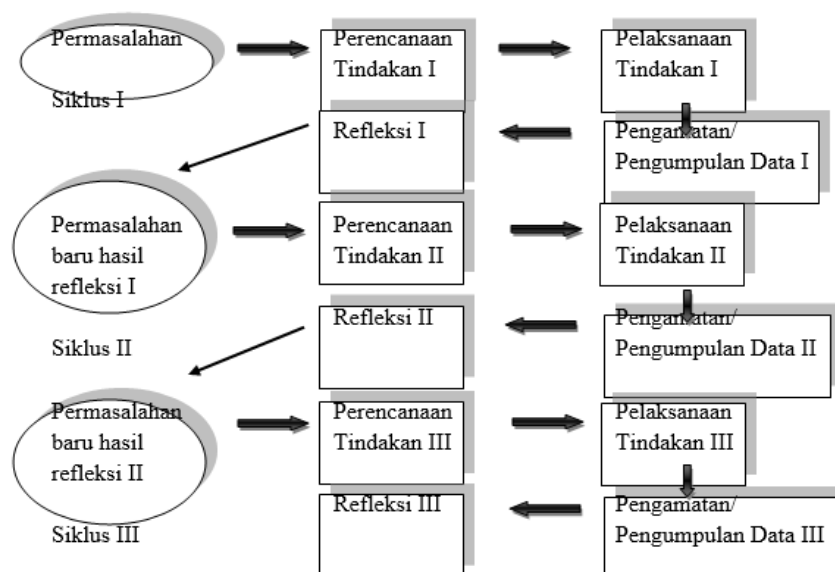 Permasalahan
Perencanaan
Tindakan I
Pelaksanaan
Tindakan I
Siklus I
Refleksi I
Pengamatan/
Pengumpulan Data I
Permasalahan
baru hasil
refleksi I
Perencanaan
Tindakan II
Pelaksanaan
Tindakan II
Siklus II
Refleksi II
Pengamatan/
Pengumpulan Data II
Permasalahan
baru hasil
refleksi II
Perencanaan
Tindakan III
Pelaksanaan
Tindakan III
Siklus III
Refleksi III
Pengamatan/
Pengumpulan Data III